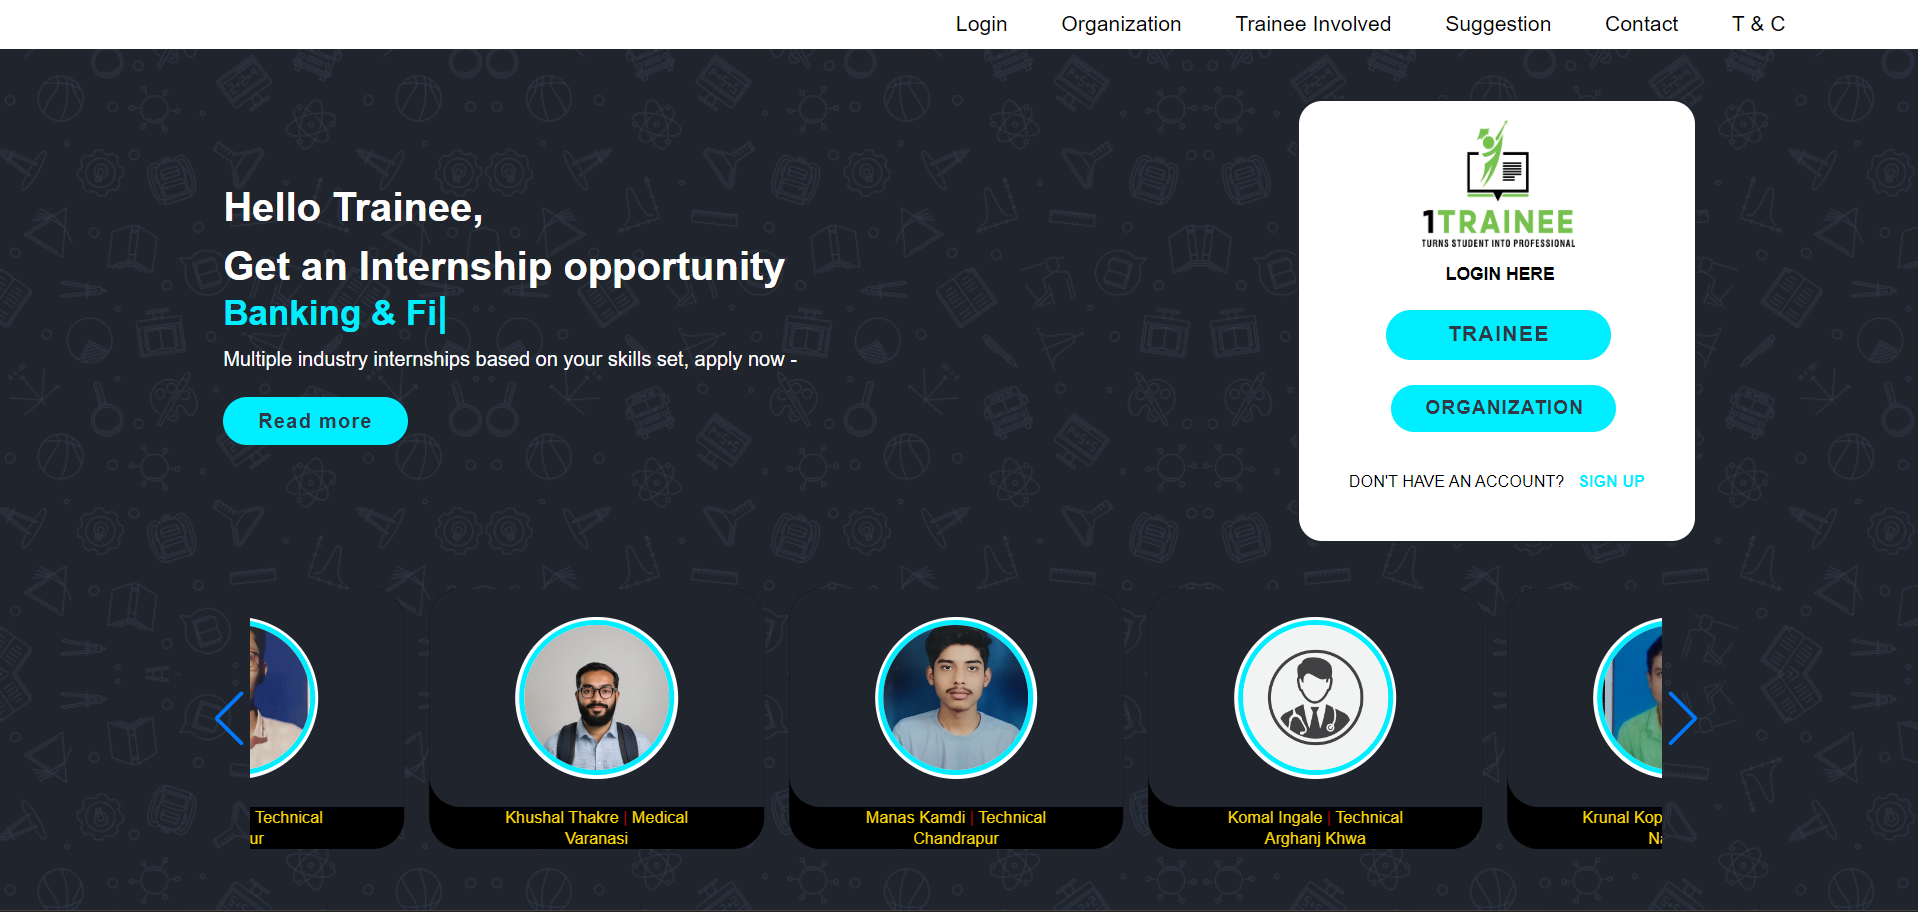 Login Organization Trainee Involved Suggestion Contact T & C
Hello Trainee,
Get an Internship opportunity
Banking & Fi|
Multiple industry internships based on your skills set, apply now -
Read more
1TRAINEE
TURNS STUDENT INTO PROFESSIONAL
LOGIN HERE
TRAINEE
ORGANIZATION
DON'T HAVE AN ACCOUNT? SIGN UP
Technical
ur
Khushal Thakre | Medical
Varanasi
Manas Kamdi | Technical
Chandrapur
Komal Ingale | Technical
Arghanj Khwa
Krunal Kop
Na